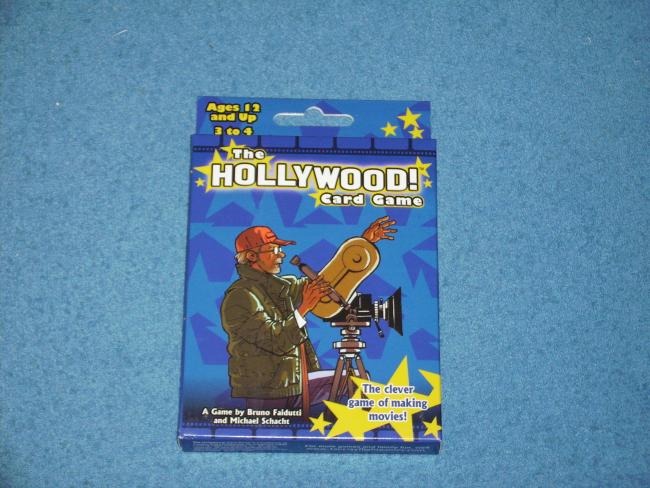 Ages 12
and Up
3 to 4
The
HOLLYWOOD!
Card Game
The clever
game of making
movies!
A Game by Bruno Faidutti
and Michael Schacht